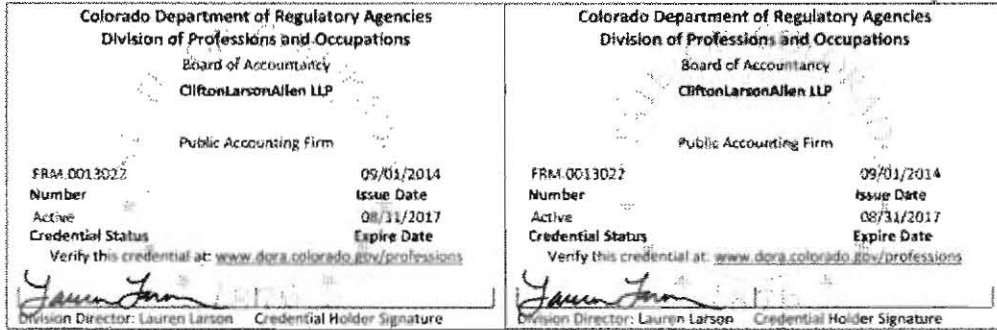 Colorado Department of Regulatory Agencies
Division of Professions and Occupations
Board of Accountancy
CliftonLarsonAllen LLP
Public Accounting Firm
FRM.0013022 09/01/2014
Number Issue Date
Active 08/31/2017
Credential Status Expire Date
Verify this credential at: www.dora.colorado.gov/professions
Division Director: Lauren Larson Credential Holder Signature
Colorado Department of Regulatory Agencies
Division of Professions and Occupations
Board of Accountancy
CliftonLarsonAllen LLP
Public Accounting Firm
FRM.0013022 09/01/2014
Number Issue Date
Active 08/31/2017
Credential Status Expire Date
Verify this credential at: www.dora.colorado.gov/professions
Division Director: Lauren Larson Credential Holder Signature